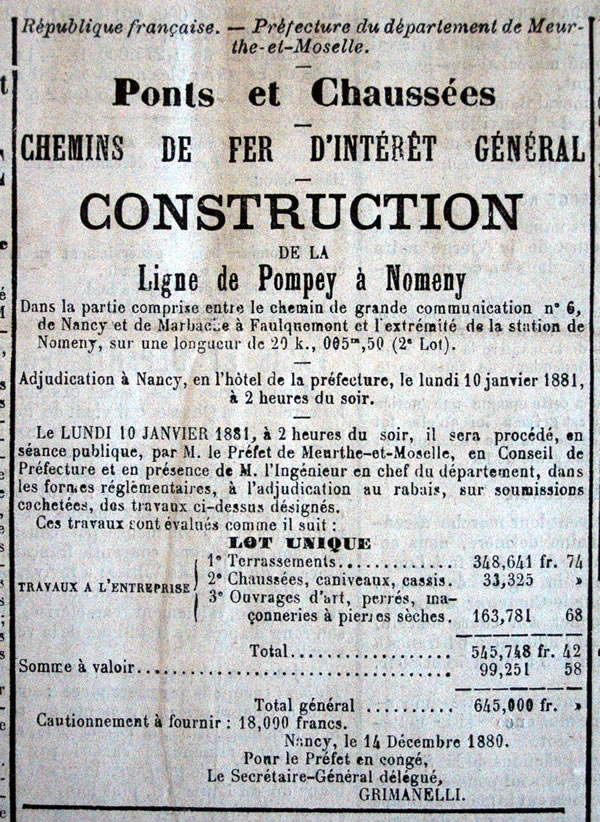 République française. — Préfecture du département de Meur-
the-et-Moselle.
Ponts et Chaussées
CHEMINS DE FER D'INTÉRÊT GÉNÉRAL
CONSTRUCTION
DE LA
Ligne de Pompey à Nomeny
Dans la partie comprise entre le chemin de grande communication n° 6,
de Nancy et de Marbache à Faulquemont et l'extrémité de la station de
Nomeny, sur une longueur de 20 k., 005m,50 (2e Lot).
Adjudication à Nancy, en l'hôtel de la préfecture, le lundi 10 janvier 1881,
à 2 heures du soir.
Le LUNDI 10 JANVIER 1881, à 2 heures du soir, il sera procédé, en
séance publique, par M. le Préfet de Meurthe-et-Moselle, en Conseil de
Préfecture et en présence de M. l'Ingénieur en chef du département, dans
les formes réglémentaires, à l'adjudication au rabais, sur soumissions
cachetées, des travaux ci-dessus désignés.
Ces travaux sont évalués comme il suit :
LOT UNIQUE
1° Terrassements............. 348,641 fr. 74
TRAVAUX A L'ENTREPRISE 2° Chaussées, caniveaux, cassis. 33,325 »
3° Ouvrages d'art, perrés, ma-
çonneries à pierres sèches. 163,781 68
Total.................. 545,748 fr. 42
Somme à valoir................................... 99,251 58
Total général ......... 645,000 fr. »
Cautionnement à fournir : 18,000 francs.
Nancy, le 14 Décembre 1880.
Pour le Préfet en congé,
Le Secrétaire-Général délégué,
GRIMANELLI.